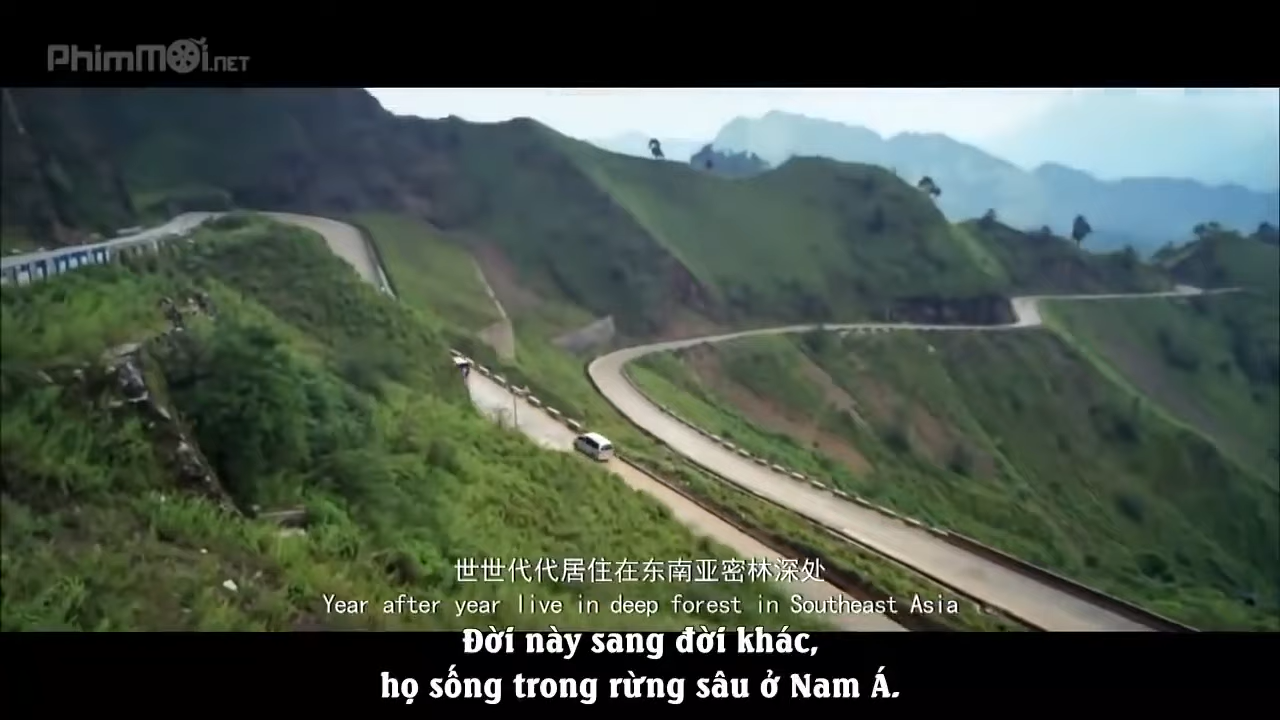 PhimMỚi.NET
世世代代居住在东南亚密林深处
Year after year live in deep forest in Southeast Asia
Đời này sang đời khác,
họ sống trong rừng sâu ở Nam Á.